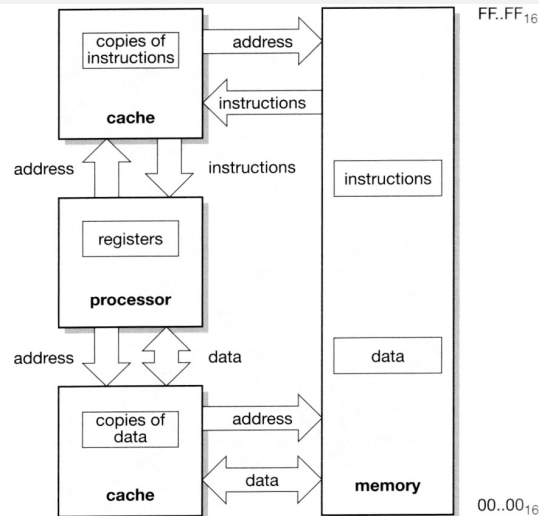 FF..FF16
copies of
instructions
cache
address
instructions
address
instructions
instructions
registers
processor
address
data
data
copies of
data
cache
address
data
memory
00..0016